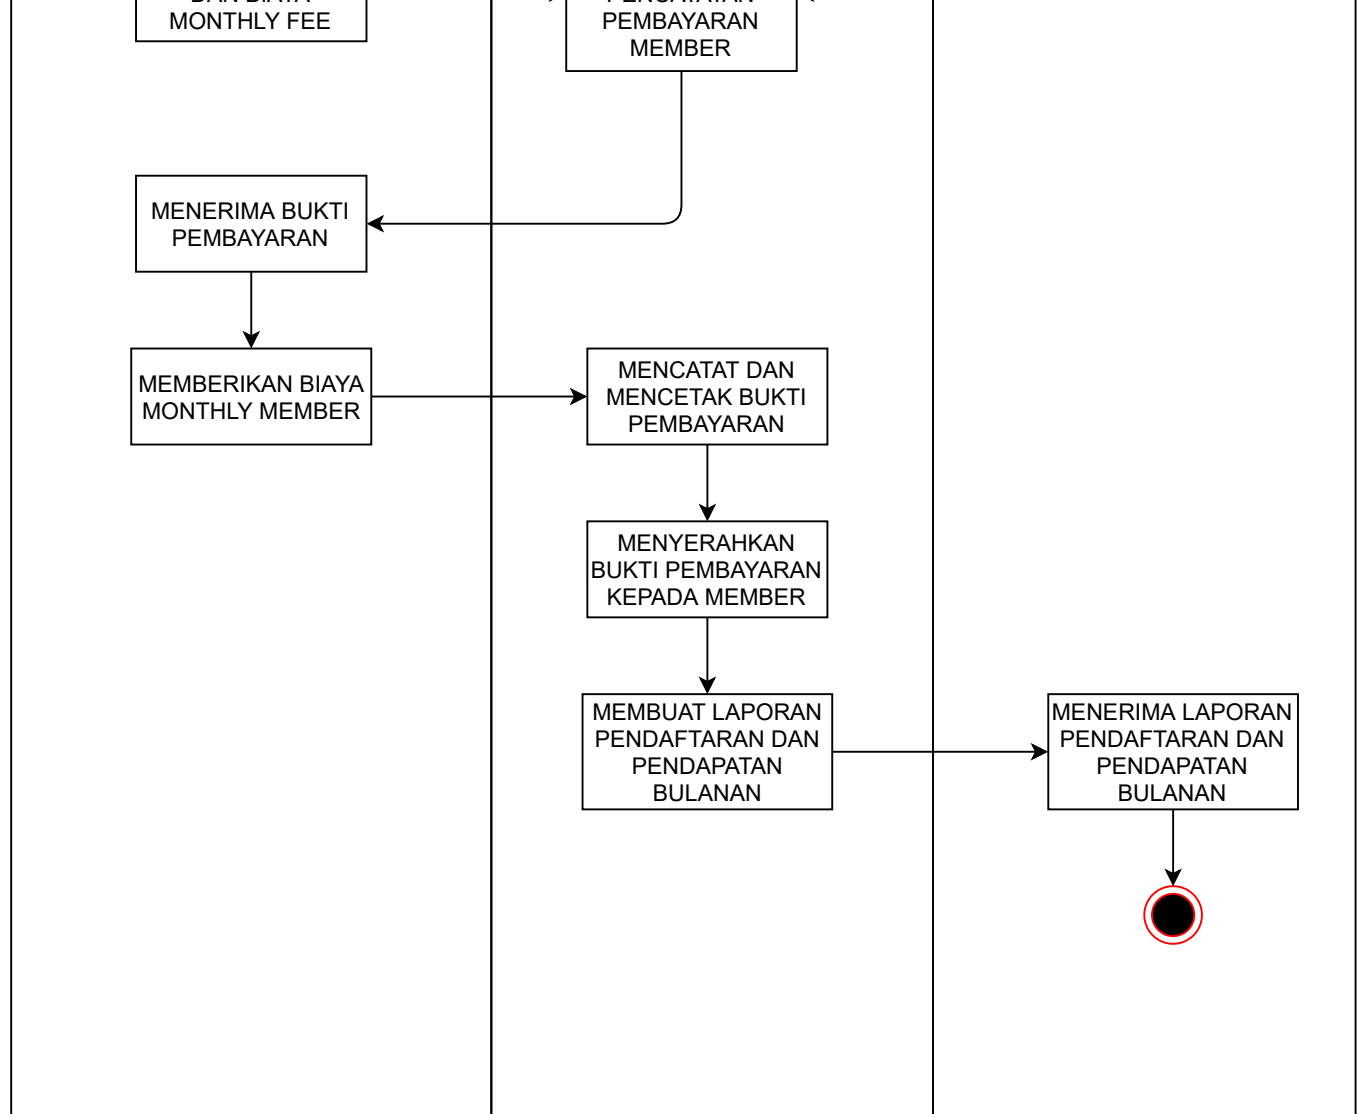 MONTHLY FEE
PEMBAYARAN
MEMBER
MENERIMA BUKTI
PEMBAYARAN
MEMBERIKAN BIAYA
MONTHLY MEMBER
MENCATAT DAN
MENCETAK BUKTI
PEMBAYARAN
MENYERAHKAN
BUKTI PEMBAYARAN
KEPADA MEMBER
MEMBUAT LAPORAN
PENDAFTARAN DAN
PENDAPATAN
BULANAN
MENERIMA LAPORAN
PENDAFTARAN DAN
PENDAPATAN
BULANAN